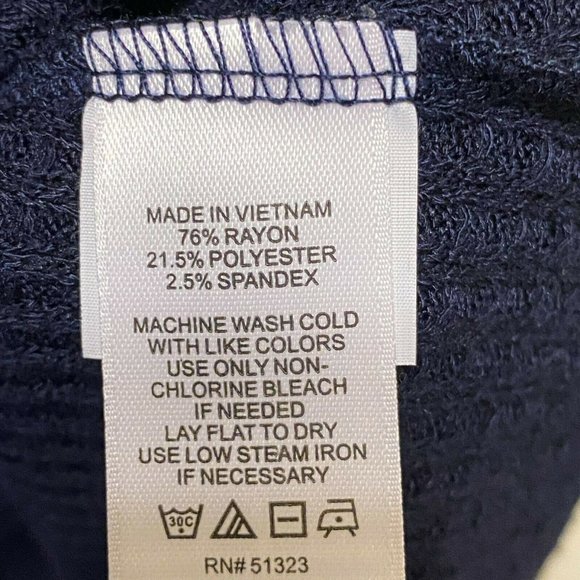 MADE IN VIETNAM
76% RAYON
21.5% POLYESTER
2.5% SPANDEX
MACHINE WASH COLD
WITH LIKE COLORS
USE ONLY NON-
CHLORINE BLEACH
IF NEEDED
LAY FLAT TO DRY
USE LOW STEAM IRON
IF NECESSARY
30C
RN# 51323